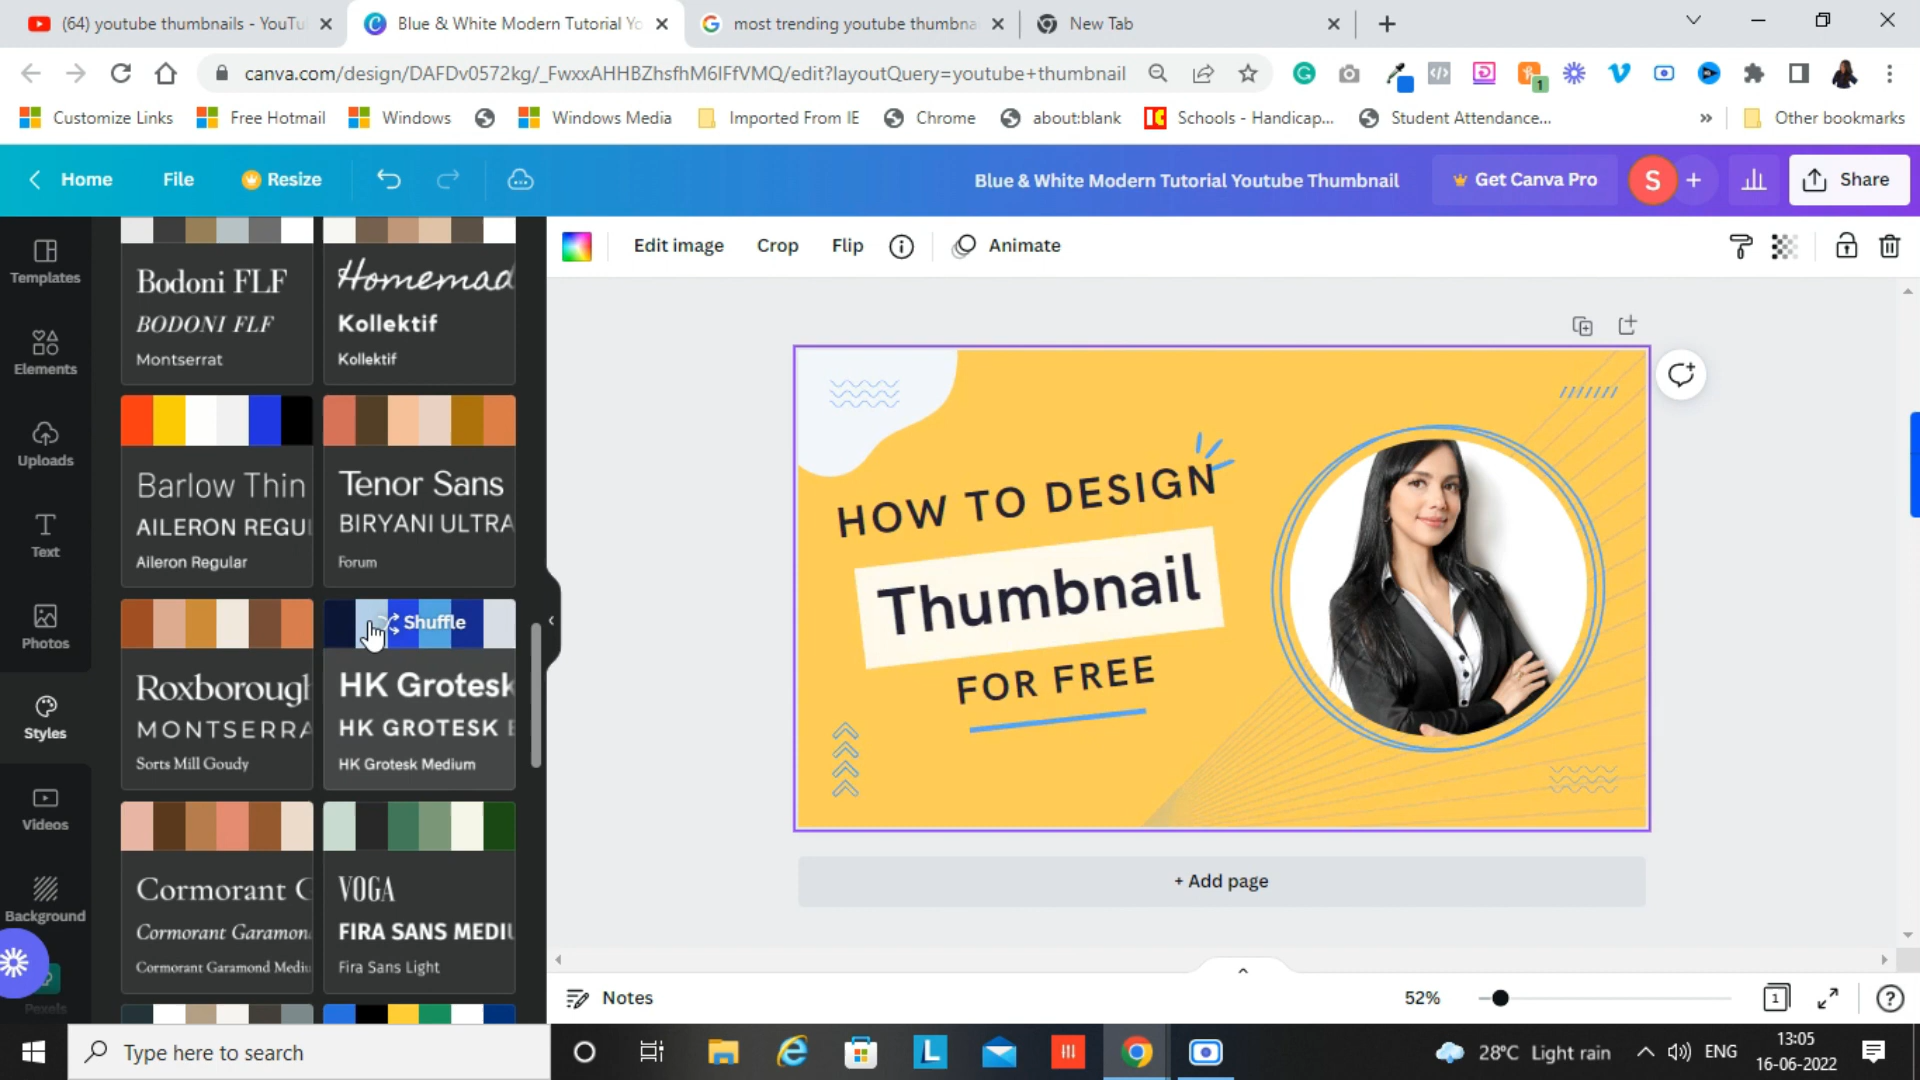 (64) youtube thumbnails - YouTu
Blue & White Modern Tutorial Yo
most trending youtube thumbna
New Tab
canva.com/design/DAFDv0572kg/_FwxxAHHBZhsfhM6lFfVMQ/edit?layoutQuery=youtube+thumbnail
1
Customize Links
Free Hotmail
Windows
Windows Media
Imported From IE
Chrome
about:blank
Schools - Handicap...
Student Attendance...
»
Other bookmarks
Home
File
Resize
Blue & White Modern Tutorial Youtube Thumbnail
Get Canva Pro
S
+
Share
Templates
Elements
Uploads
Text
Photos
Styles
Videos
Background
Pexels
Bodoni FLF
BODONI FLF
Montserrat
Homemad
Kollektif
Kollektif
Barlow Thin
AILERON REGU
Aileron Regular
Tenor Sans
BIRYANI ULTRA
Forum
Roxborough
MONTSERRA
Sorts Mill Goudy
Shuffle
HK Grotesk
HK GROTESK
HK Grotesk Medium
Cormorant G
Cormorant Garamon
Cormorant Garamond Mediu
VOGA
FIRA SANS MEDIU
Fira Sans Light
Edit image
Crop
Flip
Animate
HOW TO DESIGN
Thumbnail
FOR FREE
+ Add page
Notes
52%
1
Type here to search
28°C Light rain
ENG
13:05
16-06-2022